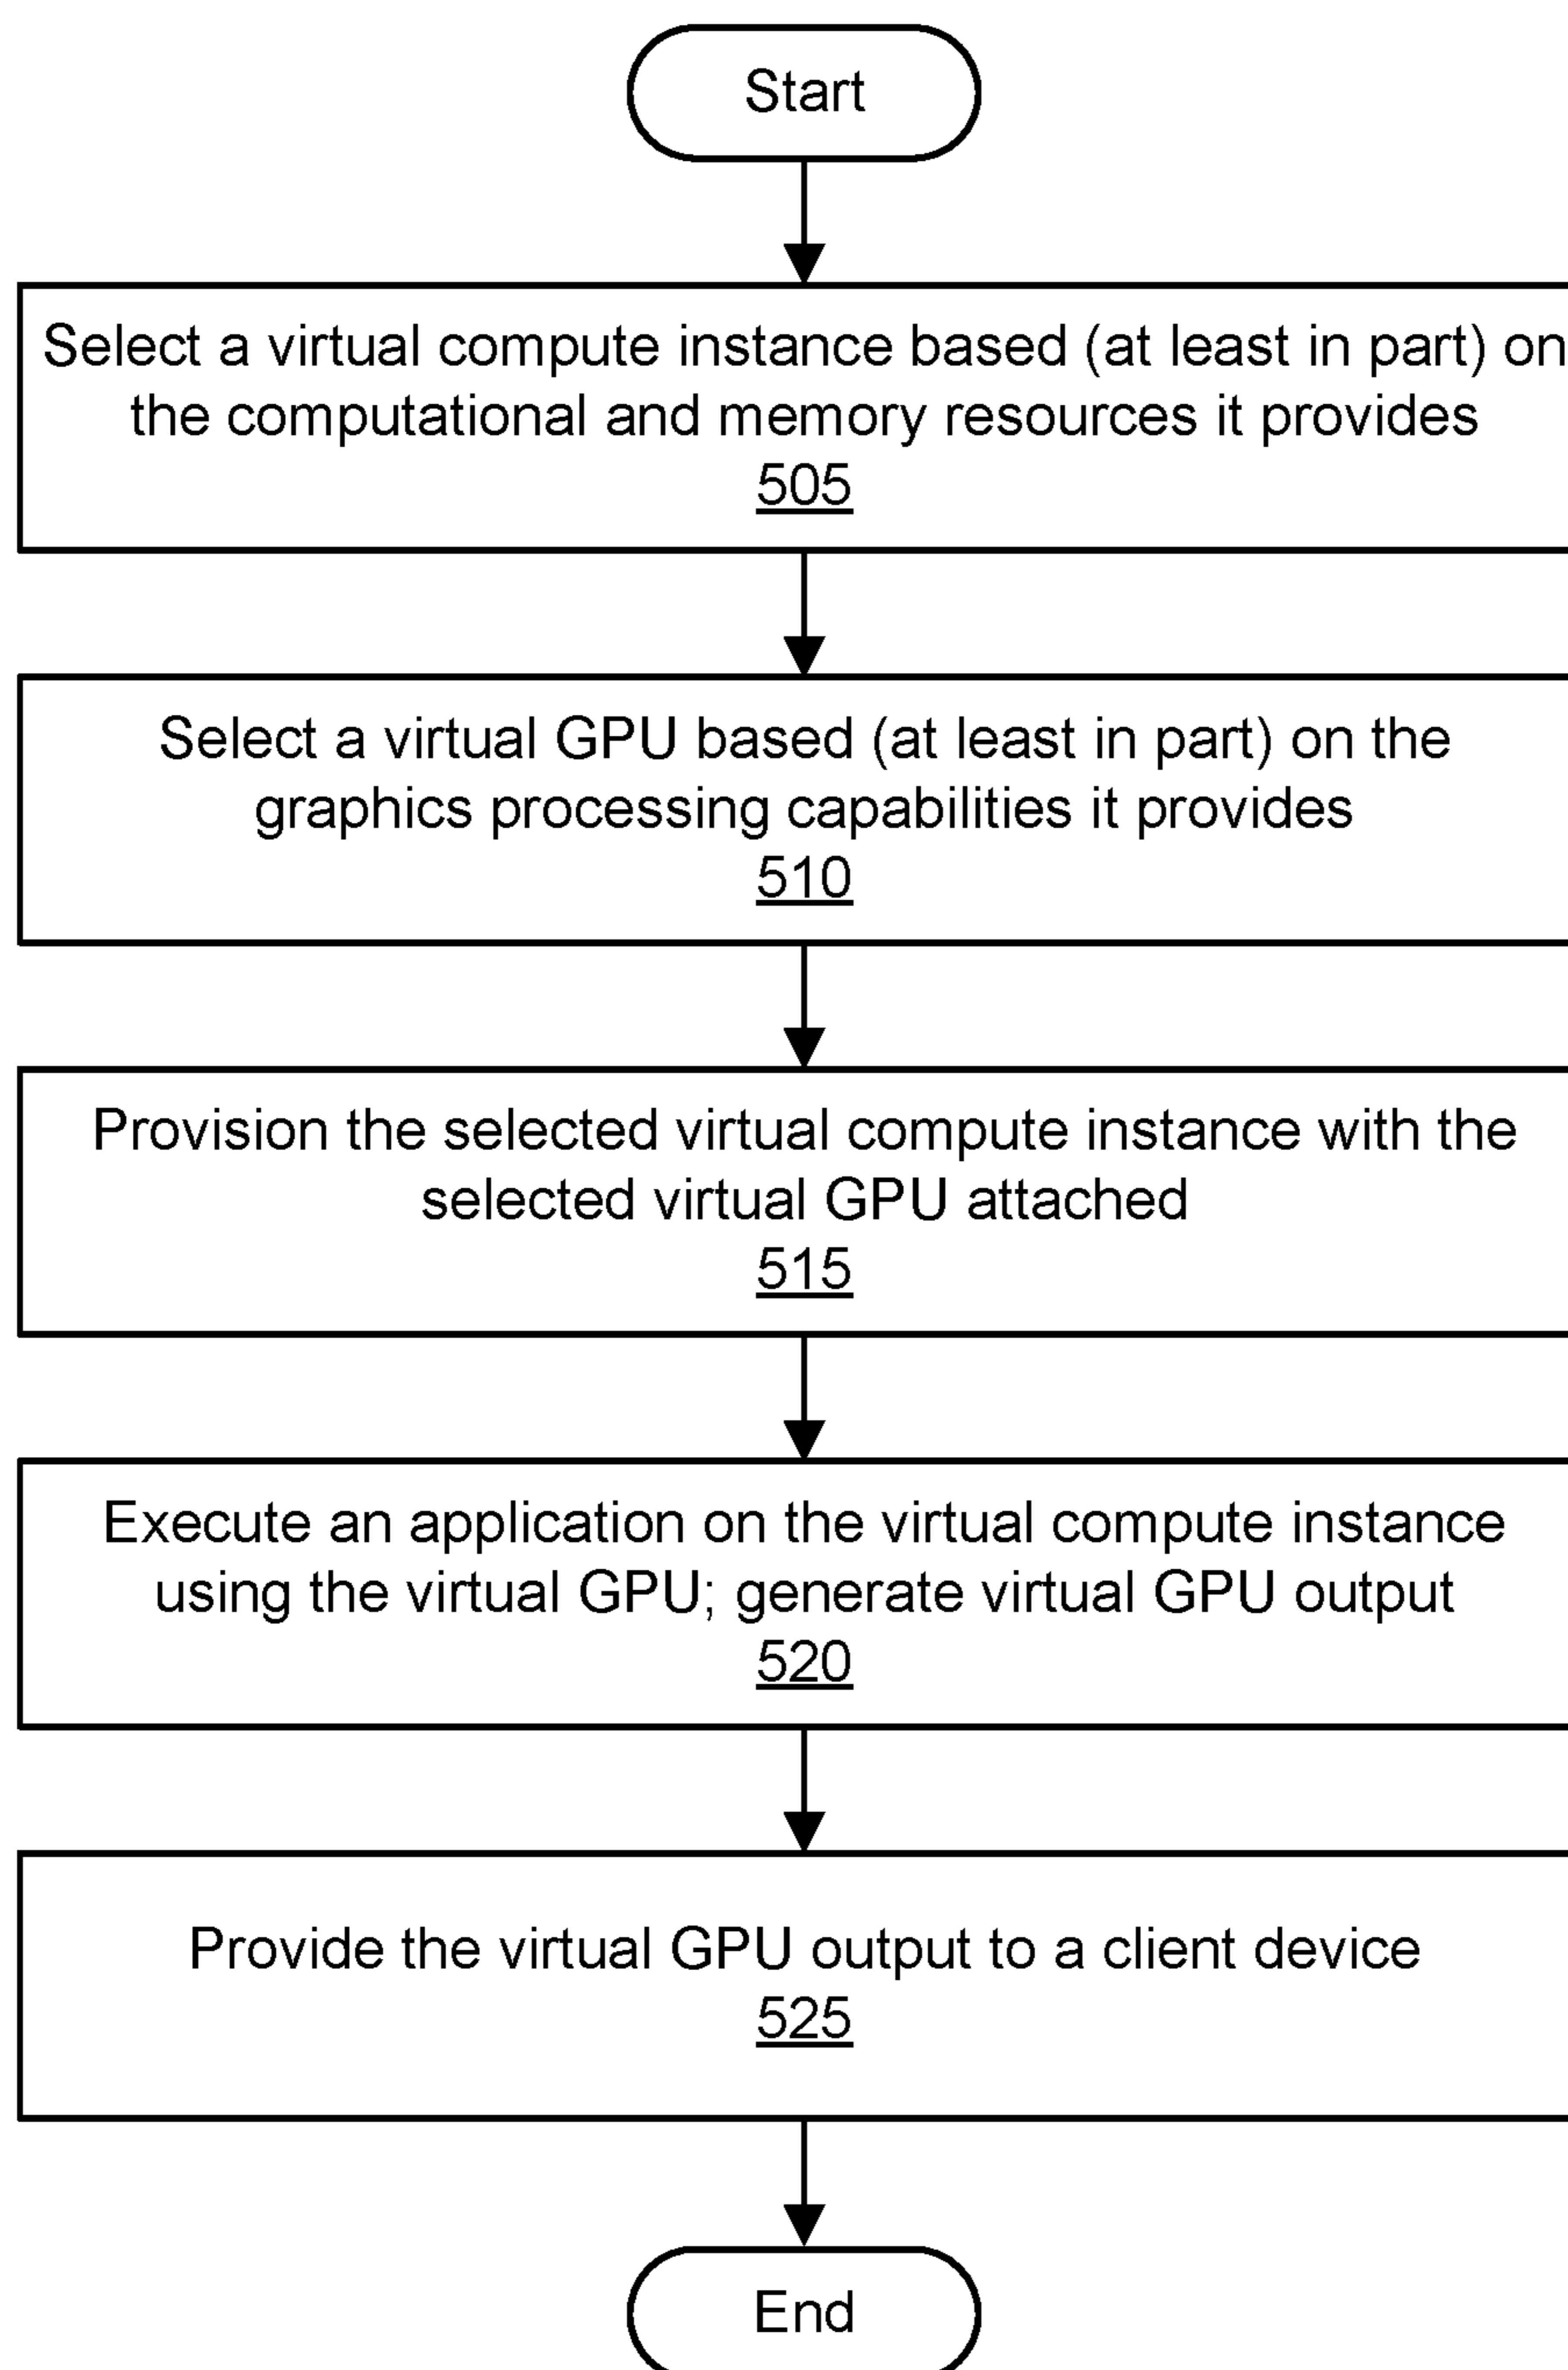 Start
Select a virtual compute instance based (at least in part) on
the computational and memory resources it provides
505
Select a virtual GPU based (at least in part) on the
graphics processing capabilities it provides
510
Provision the selected virtual compute instance with the
selected virtual GPU attached
515
Execute an application on the virtual compute instance
using the virtual GPU; generate virtual GPU output
520
Provide the virtual GPU output to a client device
525
End